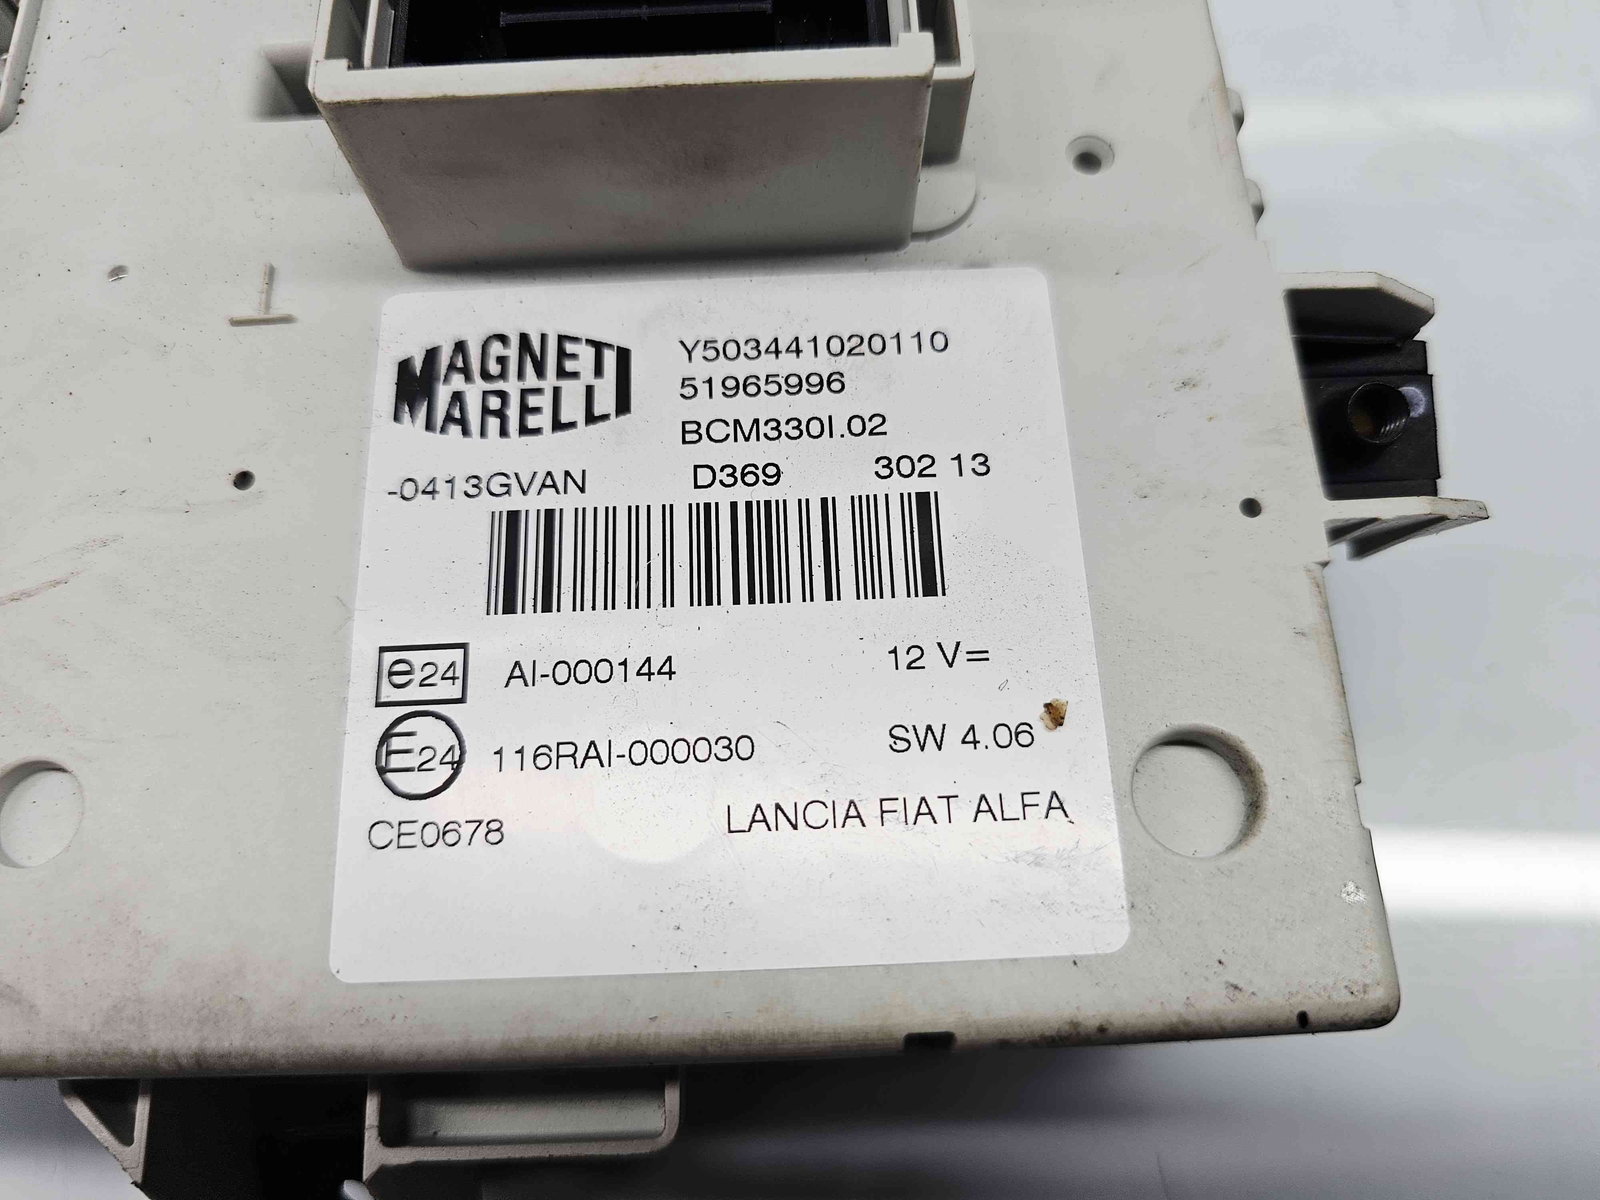 MAGNETI
MARELLI
Y503441020110
51965996
BCM330I.02
-0413GVAN D369 302 13
e24 AI-000144 12 V=
E24 116RAI-000030 SW 4.06
LANCIA FIAT ALFA
CE0678